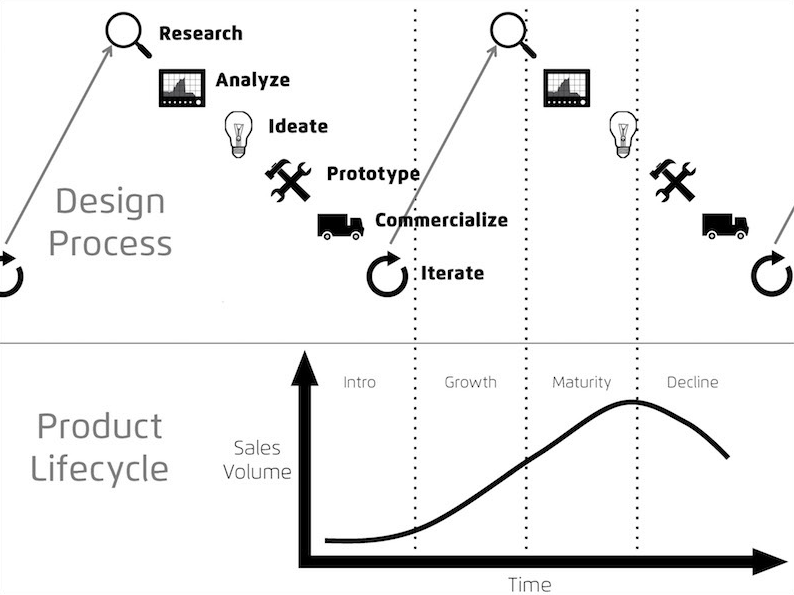 Research
Analyze
Ideate
Prototype
Commercialize
Iterate
Design
Process
Intro
Growth
Maturity
Decline
Product
Lifecycle
Sales
Volume
Time